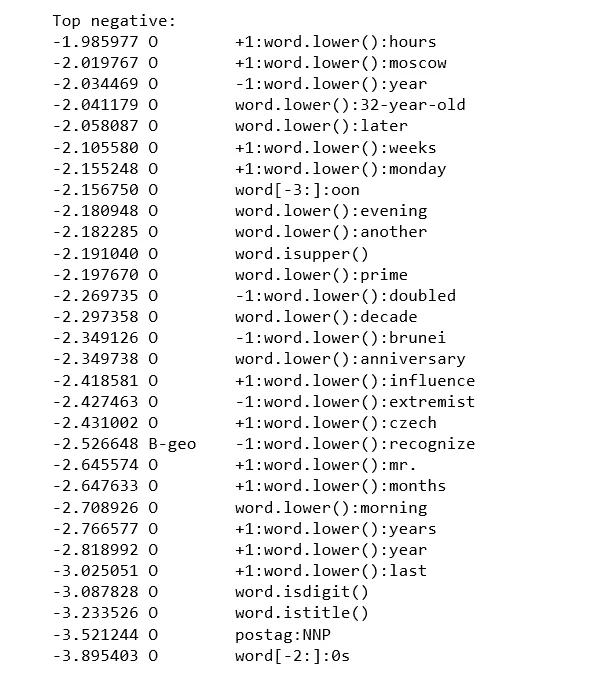 Top negative:
-1.985977 O +1:word.lower():hours
-2.019767 O +1:word.lower():moscow
-2.034469 O -1:word.lower():year
-2.041179 O word.lower():32-year-old
-2.058087 O word.lower():later
-2.105580 O +1:word.lower():weeks
-2.155248 O +1:word.lower():monday
-2.156750 O word[-3:]:oon
-2.180948 O word.lower():evening
-2.182285 O word.lower():another
-2.191040 O word.isupper()
-2.197670 O word.lower():prime
-2.269735 O -1:word.lower():doubled
-2.297358 O word.lower():decade
-2.349126 O -1:word.lower():brunei
-2.349738 O word.lower():anniversary
-2.418581 O +1:word.lower():influence
-2.427463 O -1:word.lower():extremist
-2.431002 O +1:word.lower():czech
-2.526648 B-geo -1:word.lower():recognize
-2.645574 O +1:word.lower():mr.
-2.647633 O +1:word.lower():months
-2.708926 O word.lower():morning
-2.766577 O +1:word.lower():years
-2.818992 O +1:word.lower():year
-3.025051 O +1:word.lower():last
-3.087828 O word.isdigit()
-3.233526 O word.istitle()
-3.521244 O postag:NNP
-3.895403 O word[-2:]:0s